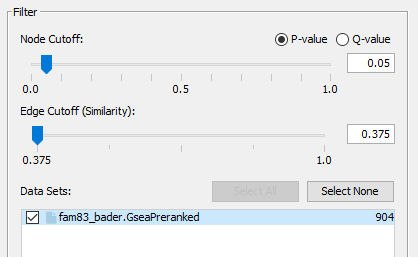 Filter
Node Cutoff: P-value Q-value
0.05
0.0 0.5 1.0
Edge Cutoff (Similarity):
0.375
0.375 1.0
Data Sets: Select All Select None
fam83_bader.GseaPreranked 904